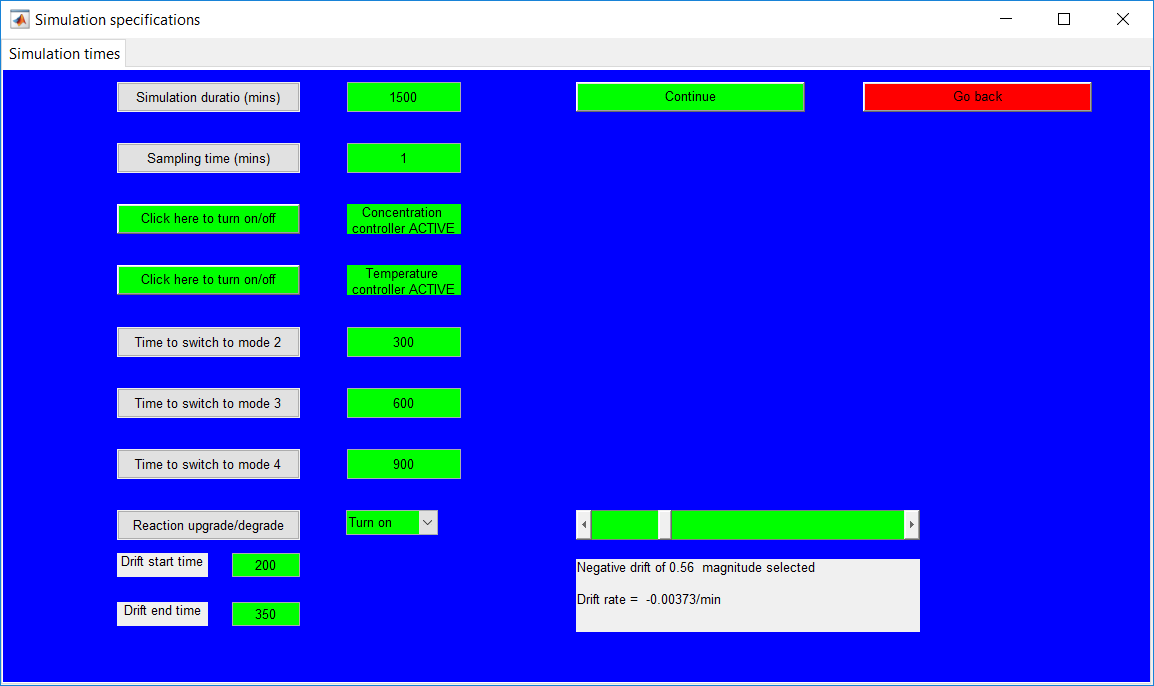 Simulation specifications
Simulation times
Simulation duratio (mins)
1500
Continue
Go back
Sampling time (mins)
1
Click here to turn on/off
Concentration
controller ACTIVE
Click here to turn on/off
Temperature
controller ACTIVE
Time to switch to mode 2
300
Time to switch to mode 3
600
Time to switch to mode 4
900
Reaction upgrade/degrade
Turn on
Drift start time
200
Negative drift of 0.56  magnitude selected
Drift rate =  -0.00373/min
Drift end time
350